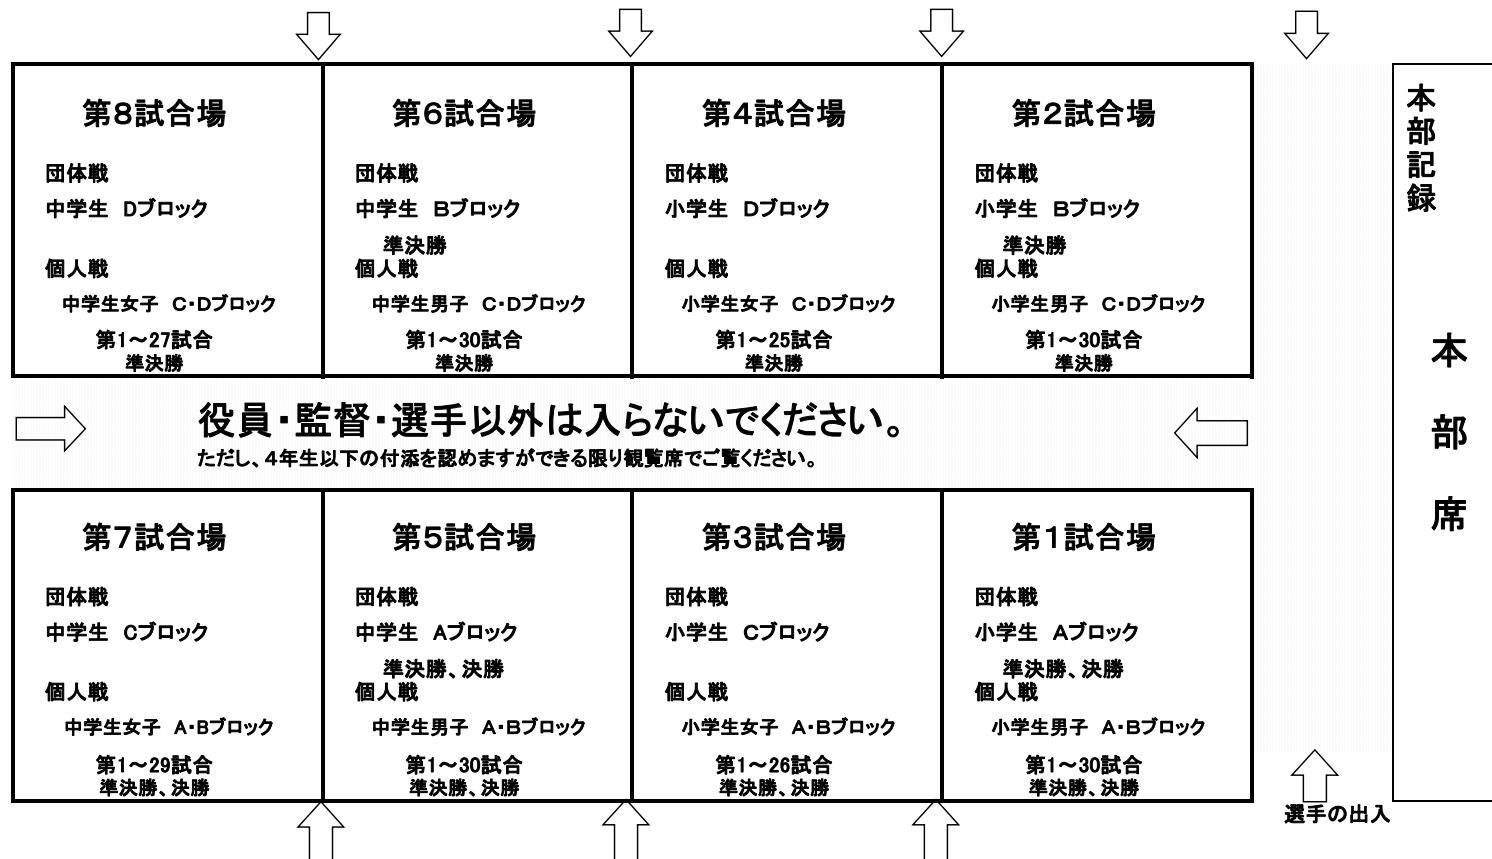 第8試合場
団体戦
中学生　Dブロック
個人戦
中学生女子　C・Dブロック
第1～27試合
準決勝
第6試合場
団体戦
中学生　Bブロック
準決勝
個人戦
中学生男子　C・Dブロック
第1～30試合
準決勝
第4試合場
団体戦
小学生　Dブロック
個人戦
小学生女子　C・Dブロック
第1～25試合
準決勝
第2試合場
団体戦
小学生　Bブロック
準決勝
個人戦
小学生男子　C・Dブロック
第1～30試合
準決勝
本部記録
本部席
役員・監督・選手以外は入らないでください。
ただし、4年生以下の付添を認めますができる限り観覧席でご覧ください。
第7試合場
団体戦
中学生　Cブロック
個人戦
中学生女子　A・Bブロック
第1～29試合
準決勝、決勝
第5試合場
団体戦
中学生　Aブロック
準決勝、決勝
個人戦
中学生男子　A・Bブロック
第1～30試合
準決勝、決勝
第3試合場
団体戦
小学生　Cブロック
個人戦
小学生女子　A・Bブロック
第1～26試合
準決勝、決勝
第1試合場
団体戦
小学生　Aブロック
準決勝、決勝
個人戦
小学生男子　A・Bブロック
第1～30試合
準決勝、決勝
選手の出入